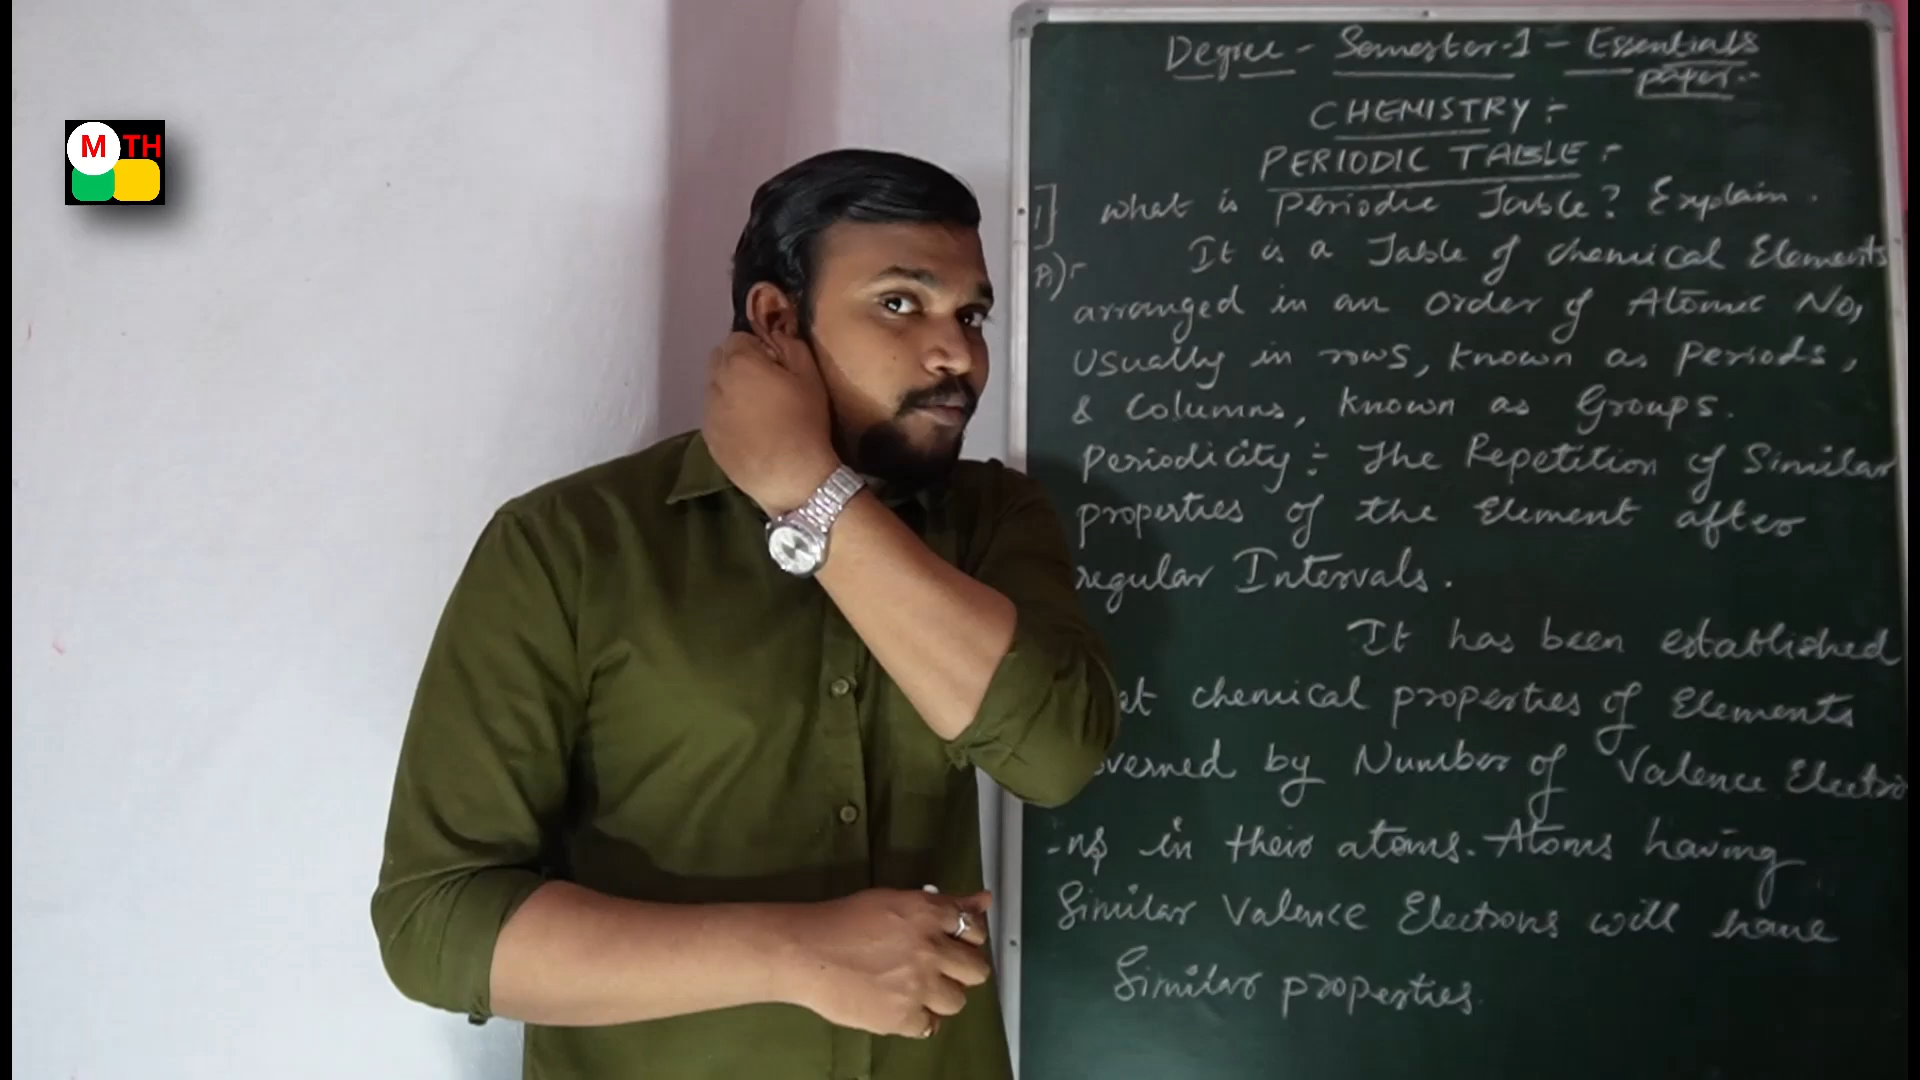 M TH
Degree - Semester-1 - Essentials
paper -
CHEMISTRY :-
PERIODIC TABLE :-
1] What is Periodic Table? Explain.
A):- It is a Table of chemical Elements
arranged in an order of Atomic No,
Usually in rows, known as Periods,
& Columns, known as Groups.
Periodicity :- The Repetition of Similar
properties of the Element after
regular Intervals.
It has been established
chemical properties of Elements
by Number of Valence Electro
-ns in their atoms. Atoms having
Similar Valence Electrons will have
Similar properties.